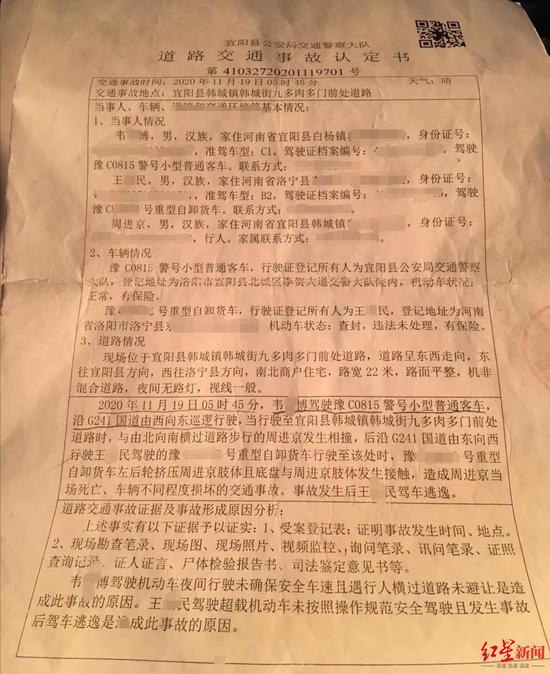 宜阳县公安局交通警察大队
道路交通事故认定书
第 410327202011197​01 号
交通事故时间：2020 年 11 月 19 日 05 时 45 分 天气：晴
交通事故地点：宜阳县韩城镇韩城街九多肉多门前处道路
当事人、车辆、道路和交通环境等基本情况：
1、当事人情况
韦 博，男，汉族，家住河南省宜阳县白杨镇 ，身份证号：
，准驾车型：C1，驾驶证档案编号： ，驾驶
豫 C0815 警号小型普通客车。联系方式：
王 民，男，汉族，家住河南省洛宁县 ，身份证号：
，准驾车型：B2，驾驶证档案编号： ，驾驶
豫 C 号重型自卸货车。联系方式：
周进京，男，汉族，家住河南省宜阳县韩城镇 ，身份证号：
，行人。家属联系方式：
2、车辆情况
豫 C0815 警号小型普通客车，行驶证登记所有人为宜阳县公安局交通警察
大队，登记地址为洛阳市宜阳县北城区李贺大道交警大队院内，机动车状况：
正常，有保险。
豫 号重型自卸货车，行驶证登记所有人为王 民，登记地址为河南
省洛阳市洛宁县 机动车状态：查封，违法未处理，有保险。
3、道路情况
现场位于宜阳县韩城镇韩城街九多肉多门前处道路，道路呈东西走向，东
往宜阳县方向，西往洛宁县方向，南北商户住宅，路宽 22 米，路面平整，机非
混合道路，夜间无路灯，视线一般。
2020 年 11 月 19 日 05 时 45 分，韦 博驾驶豫 C0815 警号小型普通客车，
沿 G241 国道由西向东巡逻行驶，当行驶至宜阳县韩城镇韩城街九多肉多门前处
道路时，与由北向南横过道路步行的周进京发生相撞，后沿 G241 国道由东向西
行驶王 民驾驶的豫 号重型自卸货车行驶至该处时，豫 号重型
自卸货车左后轮挤压周进京肢体且底盘与周进京肢体发生接触，造成周进京当
场死亡、车辆不同程度损坏的交通事故。事故发生后王 民驾车逃逸。
道路交通事故证据及事故形成原因分析：
上述事实有以下证据予以证实：1、受案登记表：证明事故发生时间、地点。
2、现场勘查笔录、现场图、现场照片、视频监控、询问笔录、讯问笔录、证照
查询记录、证人证言、尸体检验报告书、司法鉴定意见书等。
韦 博驾驶机动车夜间行驶未确保安全车速且遇行人横过道路未避让是造
成此事故的原因。王 民驾驶超载机动车未按照操作规范安全驾驶且发生事故
后驾车逃逸是造成此事故的原因。
红星新闻
深度 态度 温度